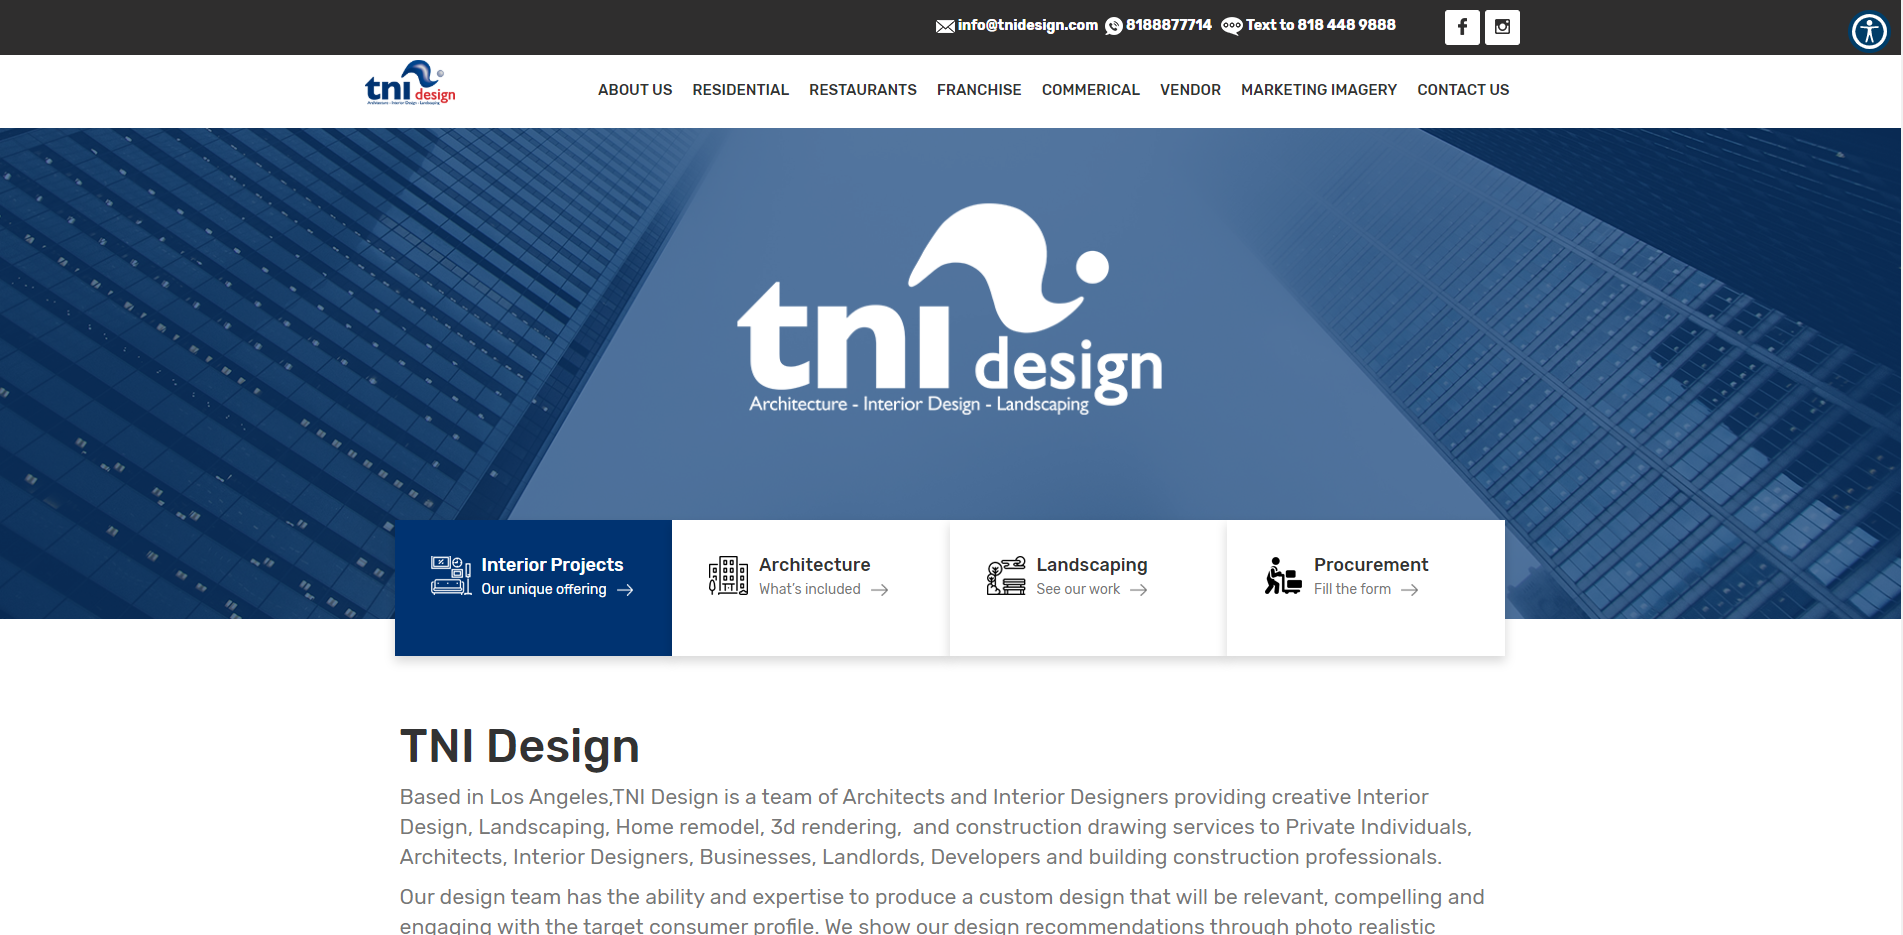 info@tnidesign.com 8188877714 Text to 818 448 9888
tni design
Architecture - Interior Design - Landscaping
ABOUT US RESIDENTIAL RESTAURANTS FRANCHISE COMMERICAL VENDOR MARKETING IMAGERY CONTACT US
tni design
Architecture - Interior Design - Landscaping
Interior Projects
Our unique offering
Architecture
What's included
Landscaping
See our work
Procurement
Fill the form
TNI Design
Based in Los Angeles,TNI Design is a team of Architects and Interior Designers providing creative Interior
Design, Landscaping, Home remodel, 3d rendering,  and construction drawing services to Private Individuals,
Architects, Interior Designers, Businesses, Landlords, Developers and building construction professionals.
Our design team has the ability and expertise to produce a custom design that will be relevant, compelling and
engaging with the target consumer profile. We show our design recommendations through photo realistic